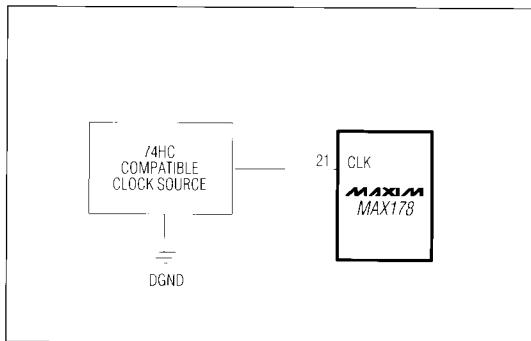 74HC
COMPATIBLE
CLOCK SOURCE
DGND
21 CLK
MAXIM
MAX178